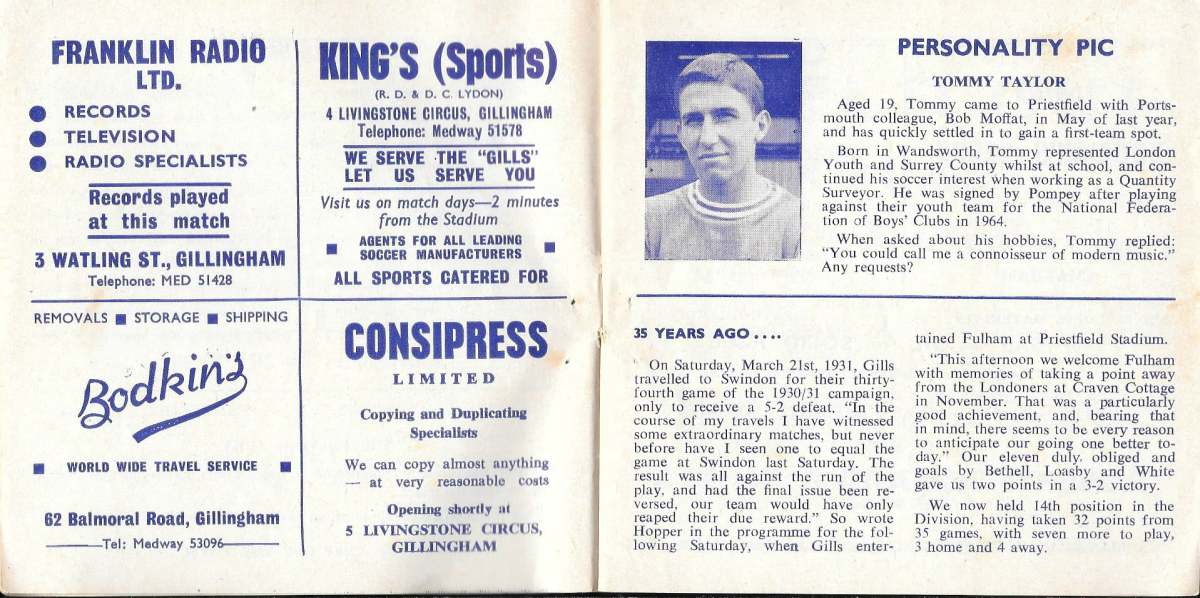 FRANKLIN RADIO
LTD.
● RECORDS
● TELEVISION
● RADIO SPECIALISTS
Records played
at this match
3 WATLING ST., GILLINGHAM
Telephone: MED 51428
KING'S (Sports)
(R. D. & D. C. LYDON)
4 LIVINGSTONE CIRCUS, GILLINGHAM
Telephone: Medway 51578
WE SERVE THE "GILLS"
LET US SERVE YOU
Visit us on match days—2 minutes
from the Stadium
■ AGENTS FOR ALL LEADING ■
SOCCER MANUFACTURERS
ALL SPORTS CATERED FOR
REMOVALS ■ STORAGE ■ SHIPPING
Bodkin's
■ WORLD WIDE TRAVEL SERVICE ■
62 Balmoral Road, Gillingham
Tel: Medway 53096
CONSIPRESS
LIMITED
Copying and Duplicating
Specialists
We can copy almost anything
— at very reasonable costs
Opening shortly at
5 LIVINGSTONE CIRCUS,
GILLINGHAM
PERSONALITY PIC
TOMMY TAYLOR
Aged 19, Tommy came to Priestfield with Ports-
mouth colleague, Bob Moffat, in May of last year,
and has quickly settled in to gain a first-team spot.
Born in Wandsworth, Tommy represented London
Youth and Surrey County whilst at school, and con-
tinued his soccer interest when working as a Quantity
Surveyor. He was signed by Pompey after playing
against their youth team for the National Federa-
tion of Boys' Clubs in 1964.
When asked about his hobbies, Tommy replied:
"You could call me a connoisseur of modern music."
Any requests?
35 YEARS AGO . . . .
On Saturday, March 21st, 1931, Gills
travelled to Swindon for their thirty-
fourth game of the 1930/31 campaign,
only to receive a 5-2 defeat. "In the
course of my travels I have witnessed
some extraordinary matches, but never
before have I seen one to equal the
game at Swindon last Saturday. The
result was all against the run of the
play, and had the final issue been re-
versed, our team would have only
reaped their due reward." So wrote
Hopper in the programme for the fol-
lowing Saturday, when Gills enter-
tained Fulham at Priestfield Stadium.
"This afternoon we welcome Fulham
with memories of taking a point away
from the Londoners at Craven Cottage
in November. That was a particularly
good achievement, and, bearing that
in mind, there seems to be every reason
to anticipate our going one better to-
day." Our eleven duly obliged and
goals by Bethell, Loasby and White
gave us two points in a 3-2 victory.
We now held 14th position in the
Division, having taken 32 points from
35 games, with seven more to play,
3 home and 4 away.